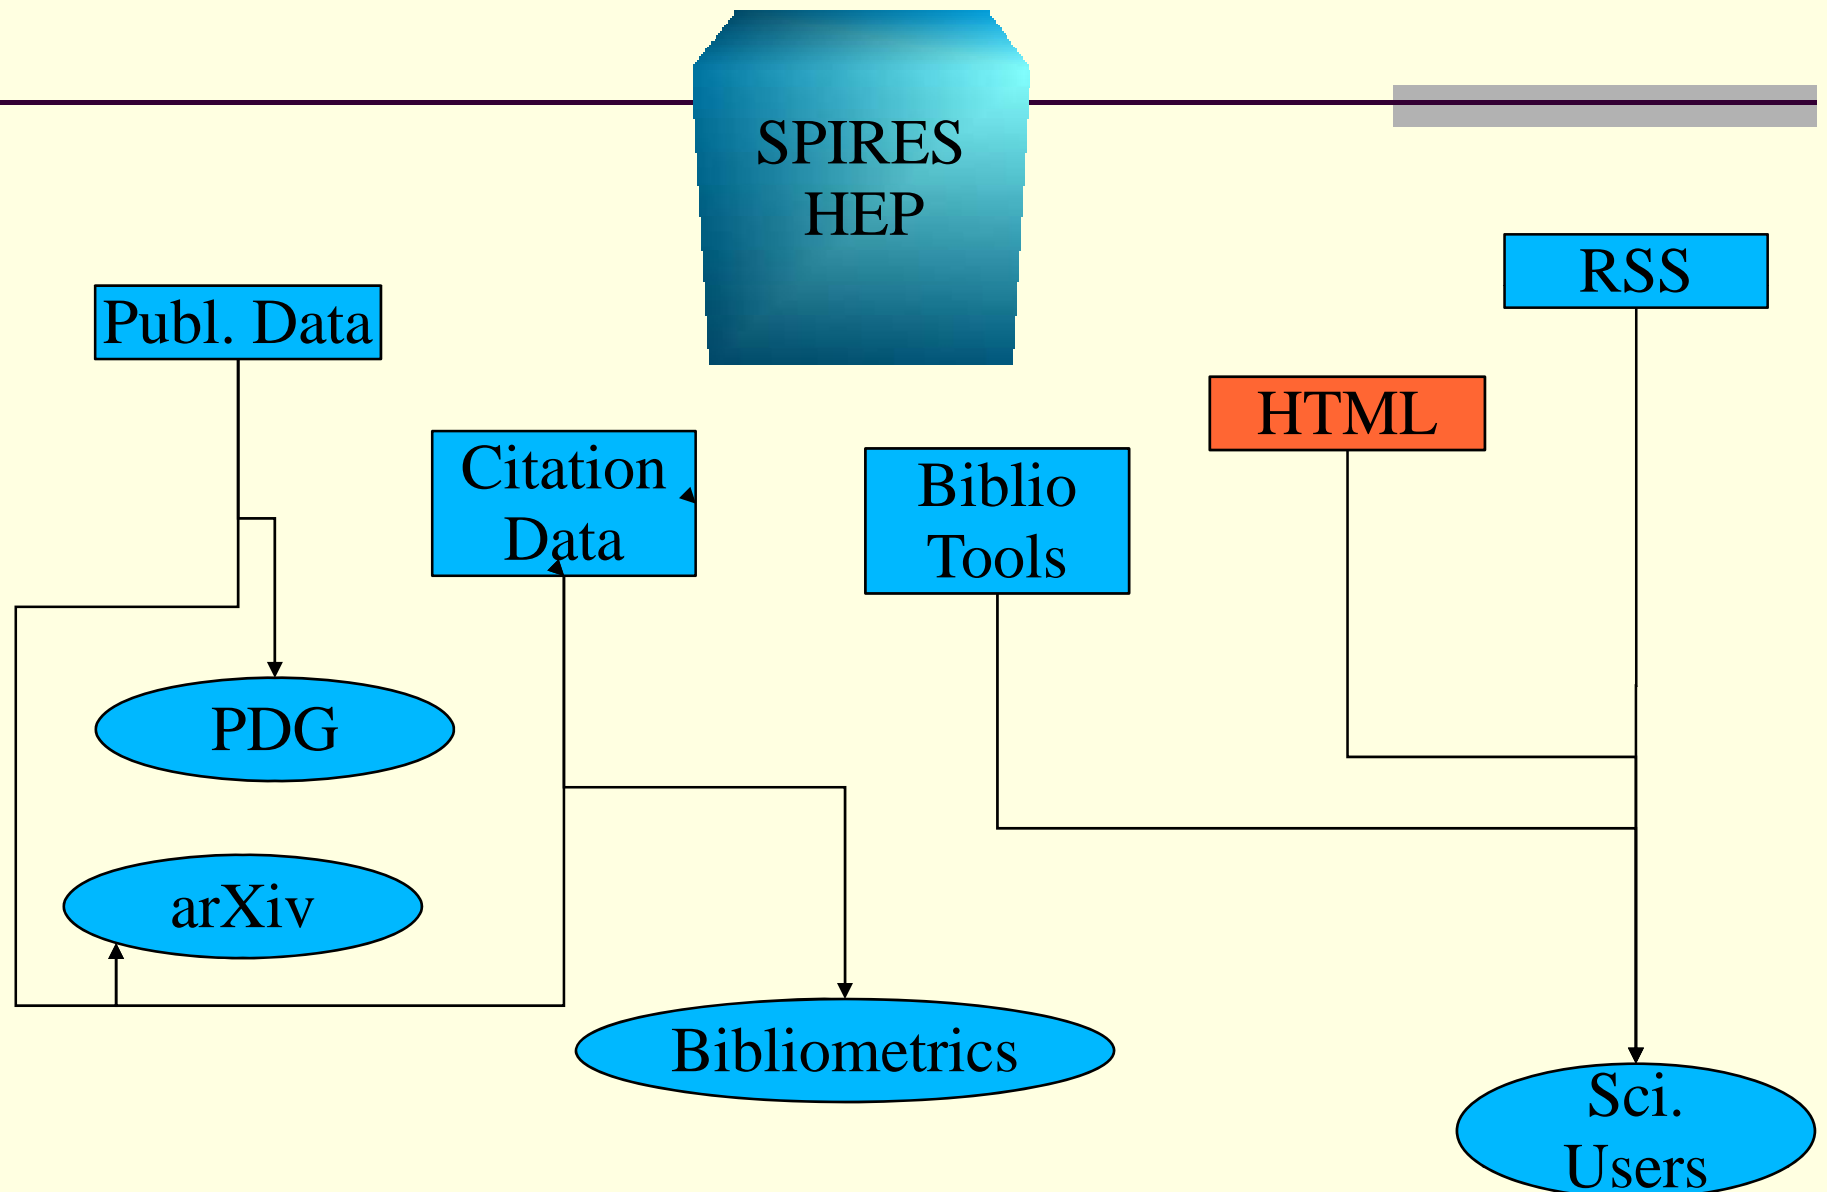 SPIRES
HEP
RSS
Publ. Data
HTML
Citation
Data
Biblio
Tools
PDG
arXiv
Bibliometrics
Sci.
Users